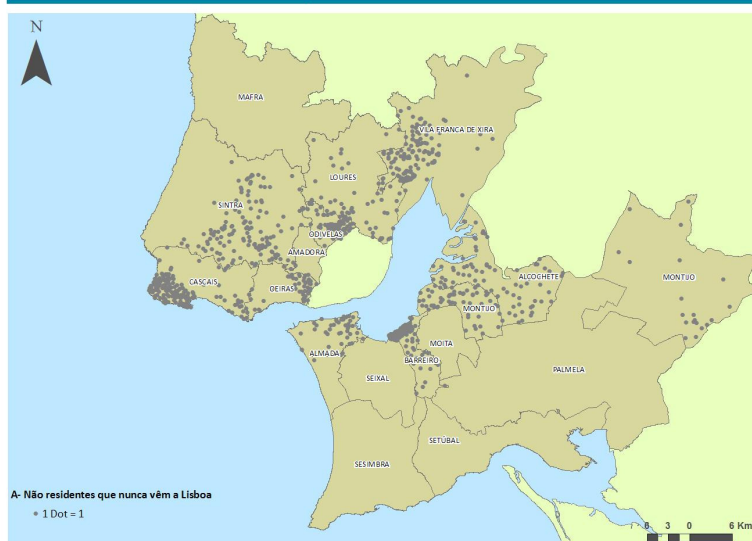 N
MAFRA
VILA FRANCA DE XIRA
LOURES
SINTRA
ODIVELAS
AMADORA
CASCAIS
OEIRAS
ALCOCHETE
MONTIJO
MONTIJO
MOITA
ALMADA
BARREIRO
PALMELA
SEIXAL
SETÚBAL
SESIMBRA
A- Não residentes que nunca vêm a Lisboa
1 Dot = 1
6 3 0 6 Km